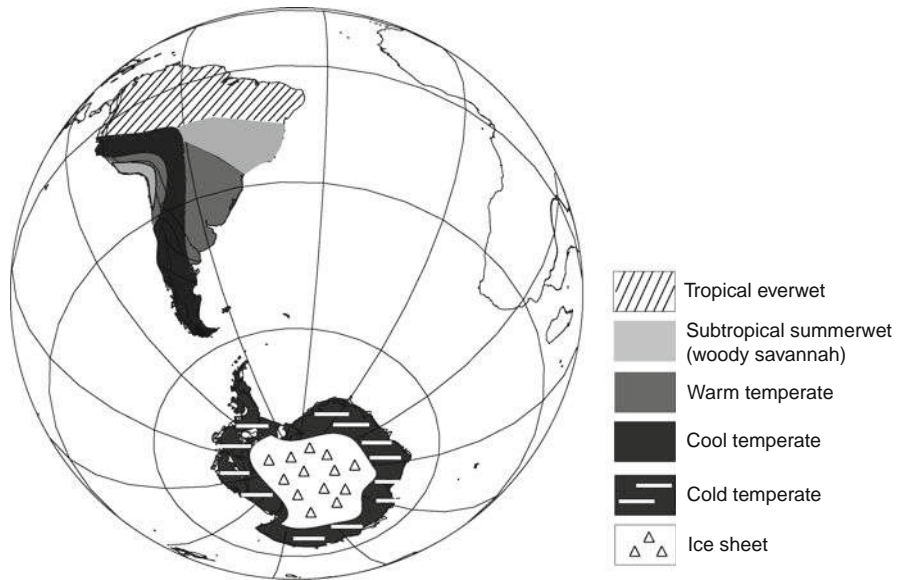 Tropical everwet
Subtropical summerwet
(woody savannah)
Warm temperate
Cool temperate
Cold temperate
Ice sheet